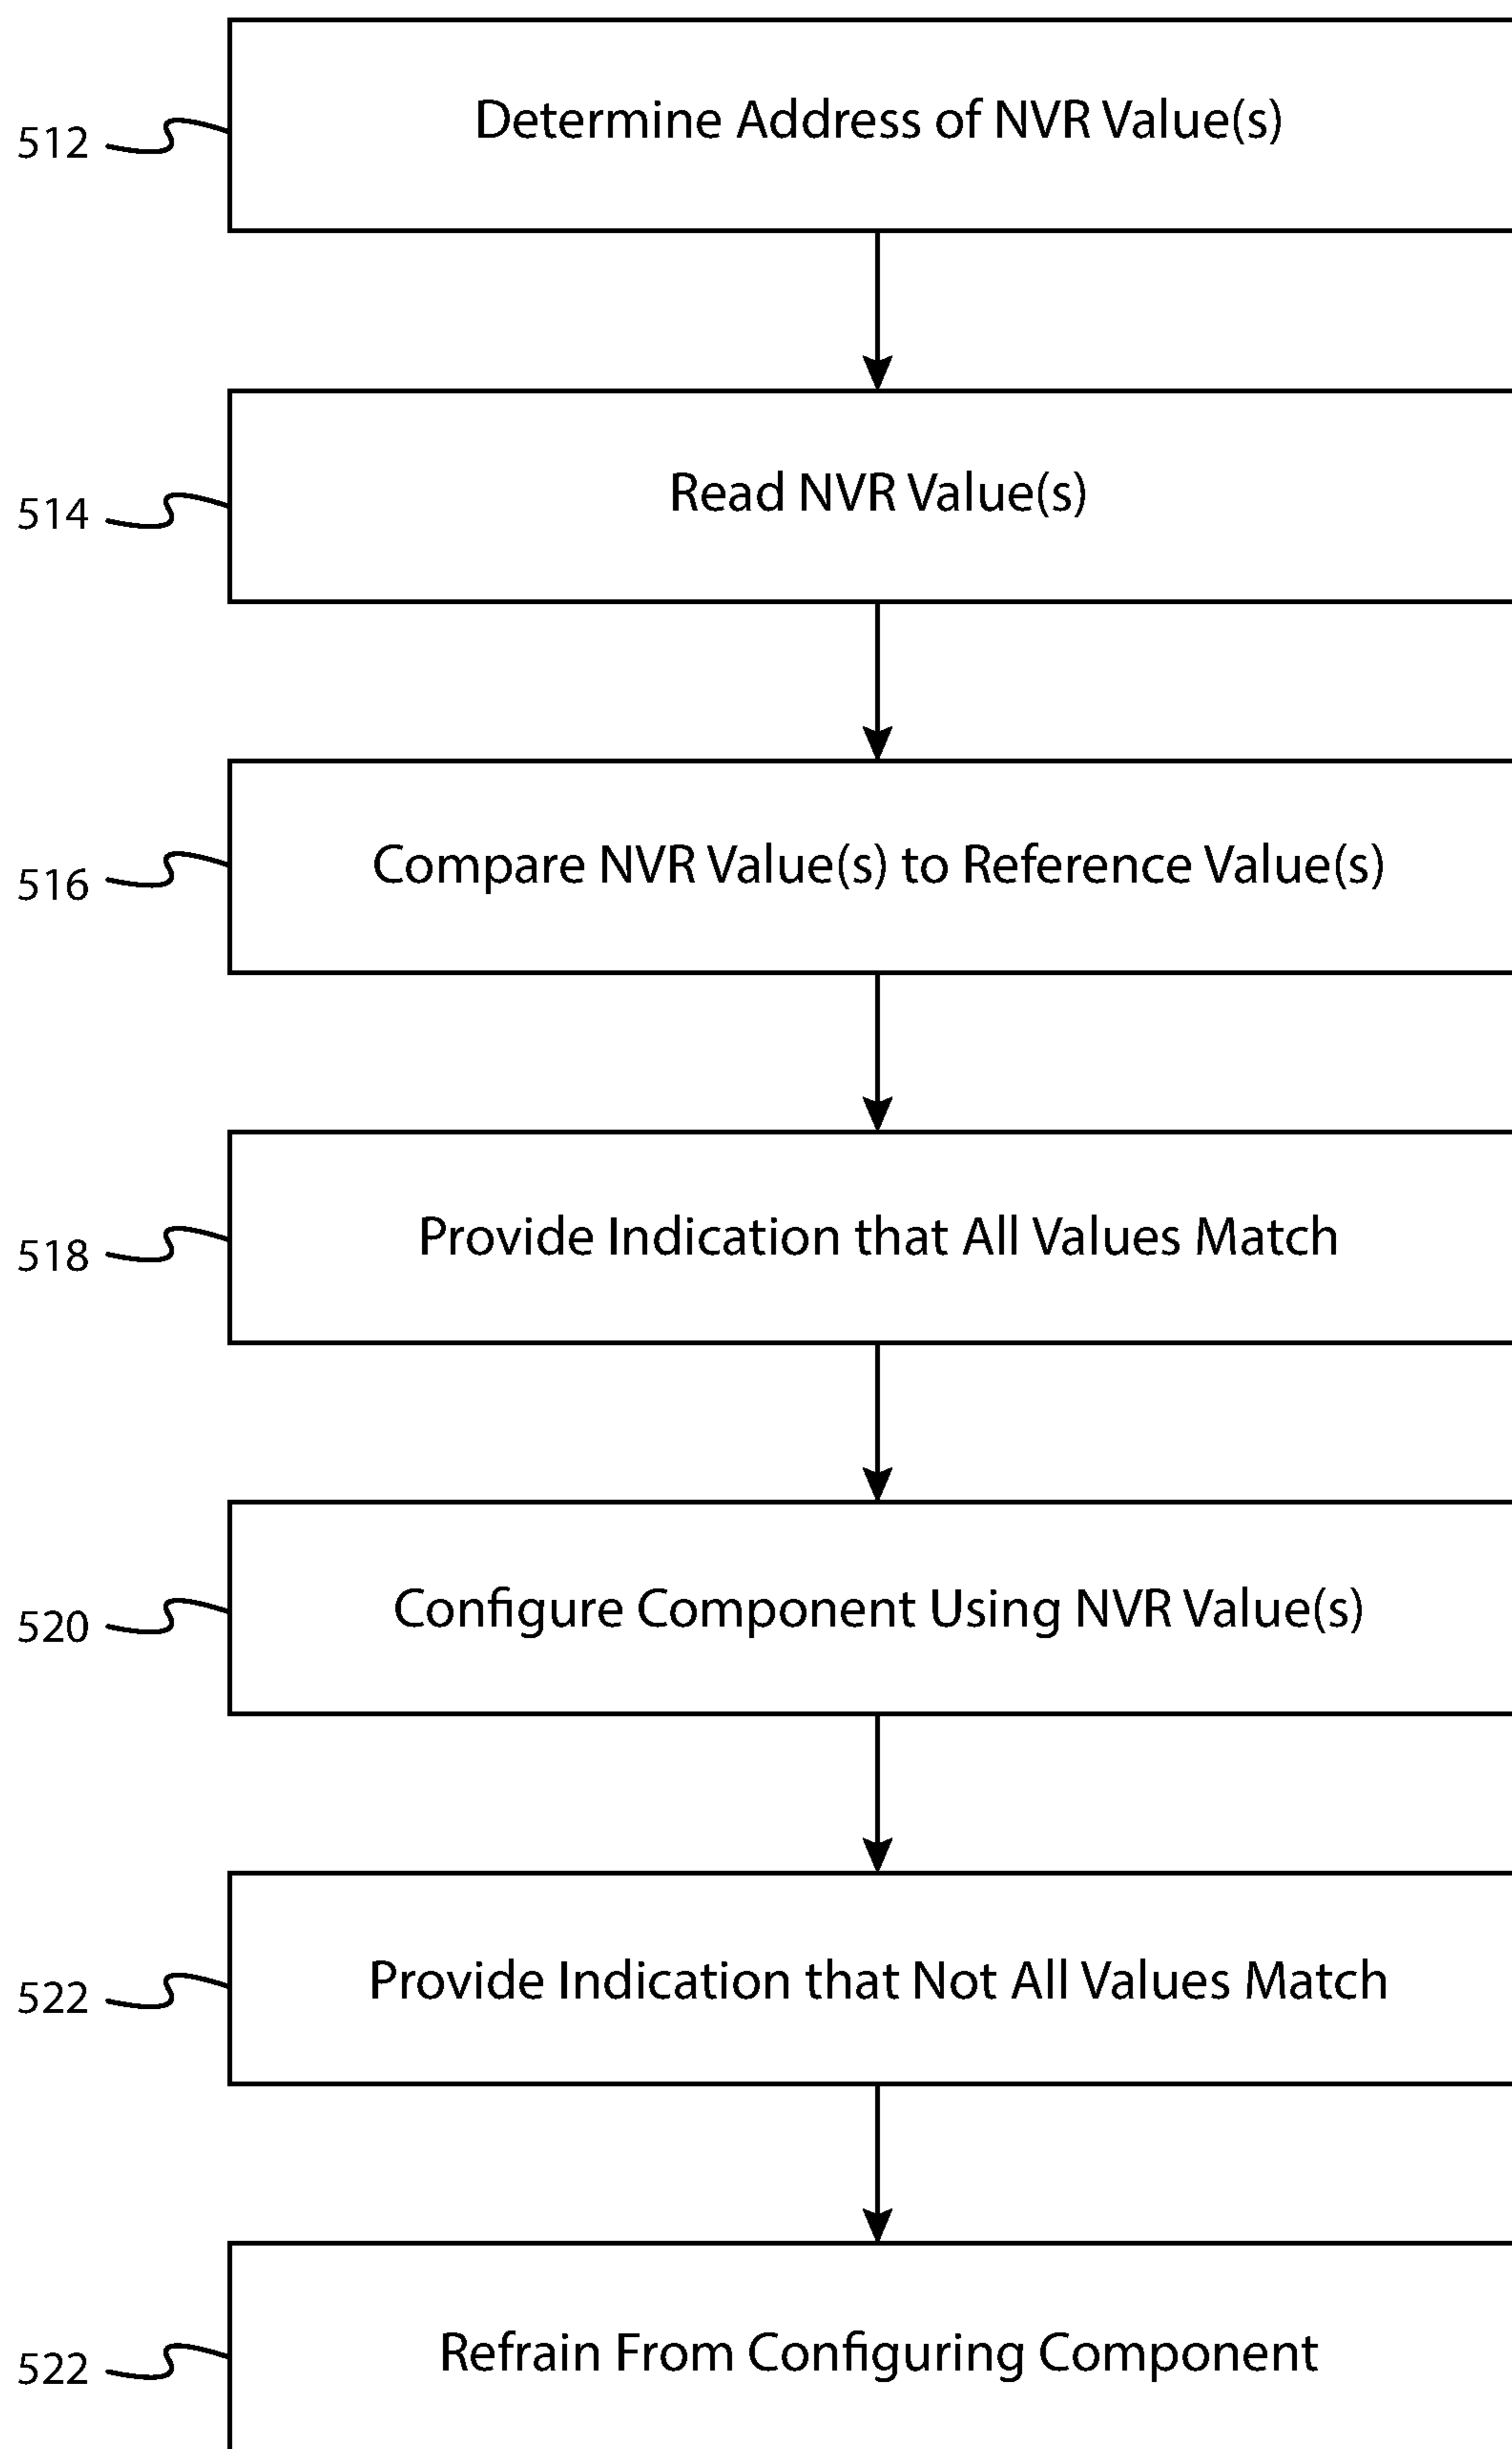 512 Determine Address of NVR Value(s)
514 Read NVR Value(s)
516 Compare NVR Value(s) to Reference Value(s)
518 Provide Indication that All Values Match
520 Configure Component Using NVR Value(s)
522 Provide Indication that Not All Values Match
522 Refrain From Configuring Component